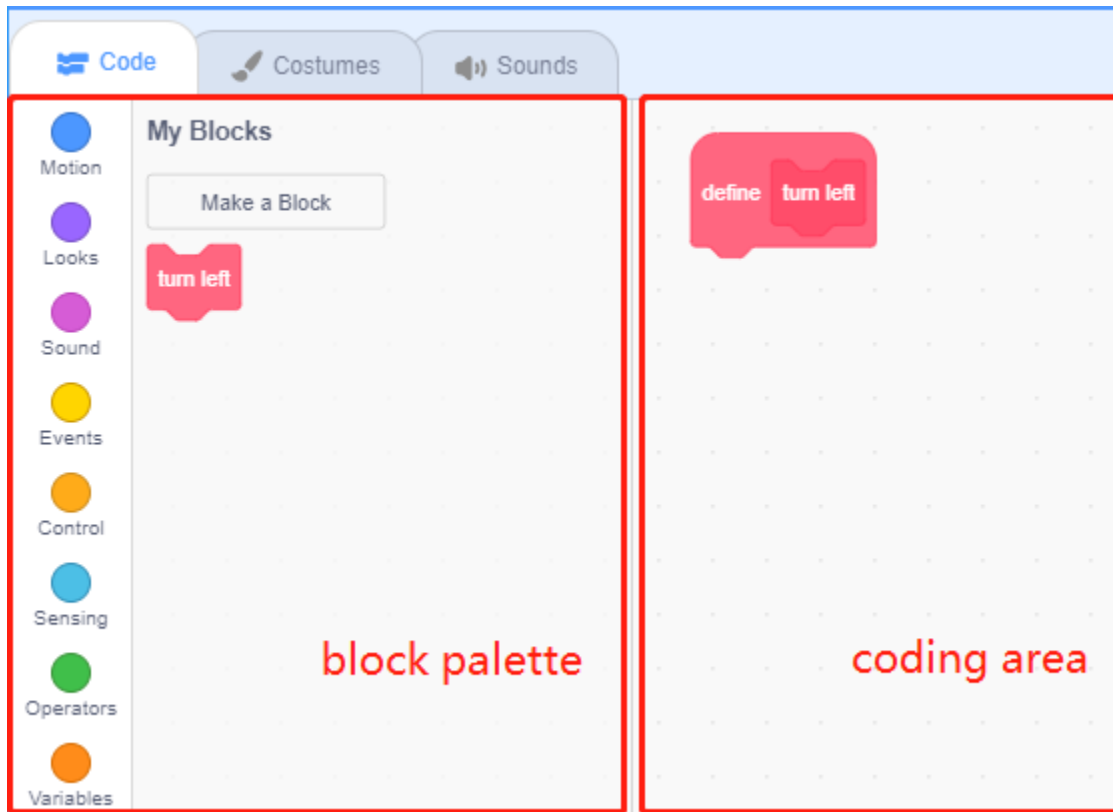 Code
Costumes
Sounds
Motion
Looks
Sound
Events
Control
Sensing
Operators
Variables
My Blocks
Make a Block
turn left
block palette
define turn left
coding area